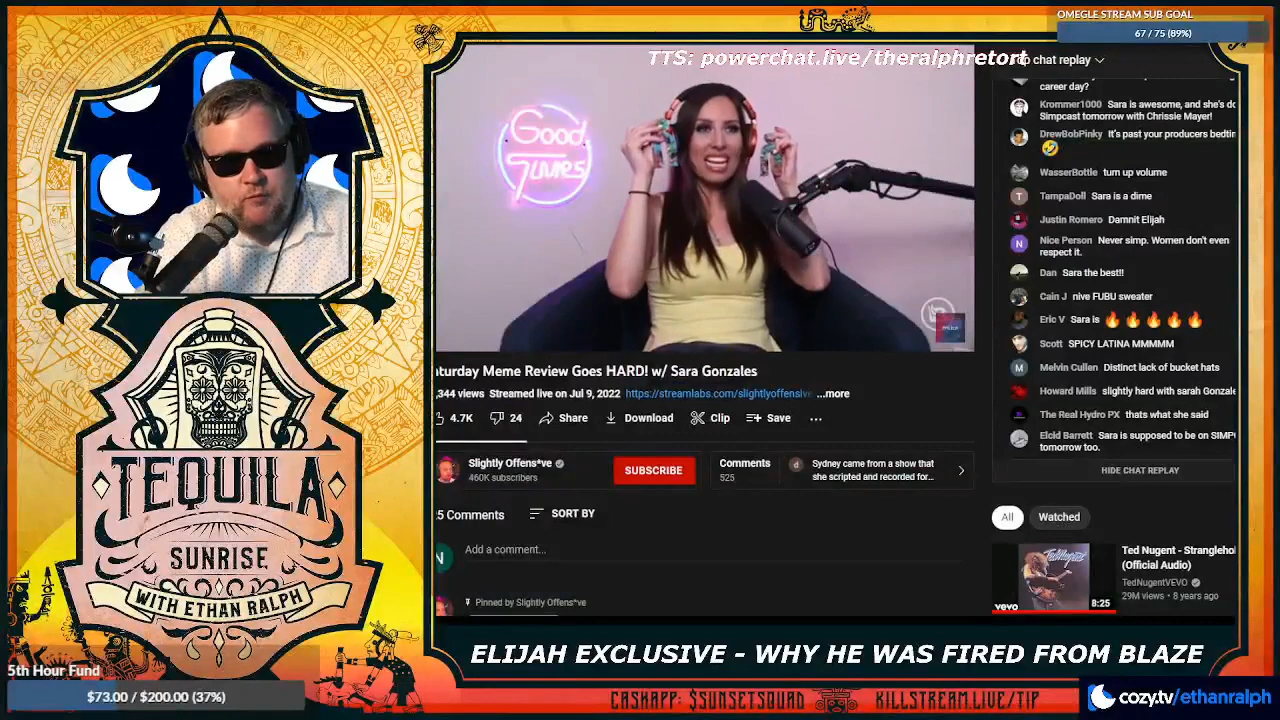 OMEGLE STREAM SUB GOAL
67 / 75 (89%)
TTS: powerchat.live/theralphretort
op chat replay
Good
Times
career day?
Krommer1000 Sara is awesome, and she's do
Simpcast tomorrow with Chrissie Mayer!
DrewBobPinky It's past your producers bedtin
🤣
WasserBottle turn up volume
TampaDoll Sara is a dime
Justin Romero Damnit Elijah
Nice Person Never simp. Women don't even
respect it.
Dan Sara the best!!
Cain J nive FUBU sweater
Eric V Sara is 🔥🔥🔥🔥🔥
Scott SPICY LATINA MMMMM
Melvin Cullen Distinct lack of bucket hats
Howard Mills slightly hard with sarah Gonzale
The Real Hydro PX thats what she said
Elcid Barrett Sara is supposed to be on SIMP
tomorrow too.
HIDE CHAT REPLAY
aturday Meme Review Goes HARD! w/ Sara Gonzales
,344 views Streamed live on Jul 9, 2022 https://streamlabs.com/slightlyoffensive ...more
4.7K 24 Share Download Clip Save ...
Slightly Offens*ve
460K subscribers
SUBSCRIBE
Comments
525
Sydney came from a show that
she scripted and recorded for...
5 Comments SORT BY
N
Add a comment...
Pinned by Slightly Offens*ve
All Watched
Ted Nugent - Strangleho
(Official Audio)
TedNugentVEVO
29M views • 8 years ago
vevo
8:25
TEQUILA
SUNRISE
WITH ETHAN RALPH
5th Hour Fund
$73.00 / $200.00 (37%)
ELIJAH EXCLUSIVE - WHY HE WAS FIRED FROM BLAZE
CASHAPP: $SUNSETSQUAD
KILLSTREAM.LIVE/TIP
cozy.tv/ethanralph